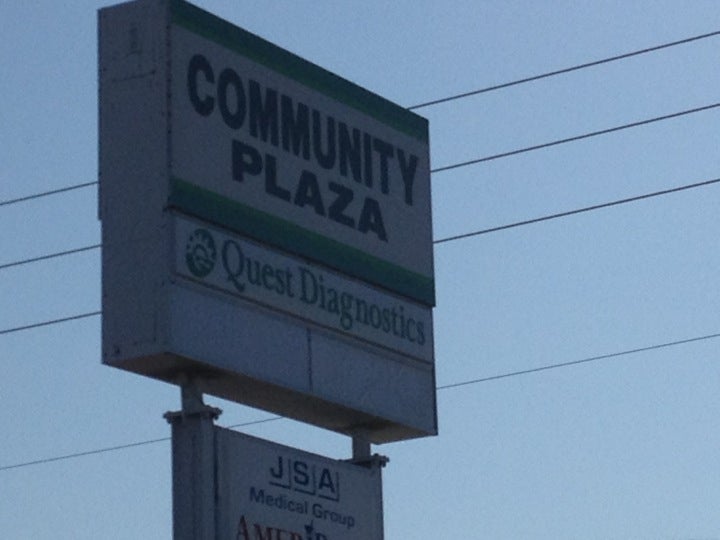 COMMUNITY
PLAZA
Quest Diagnostics
JSA
Medical Group